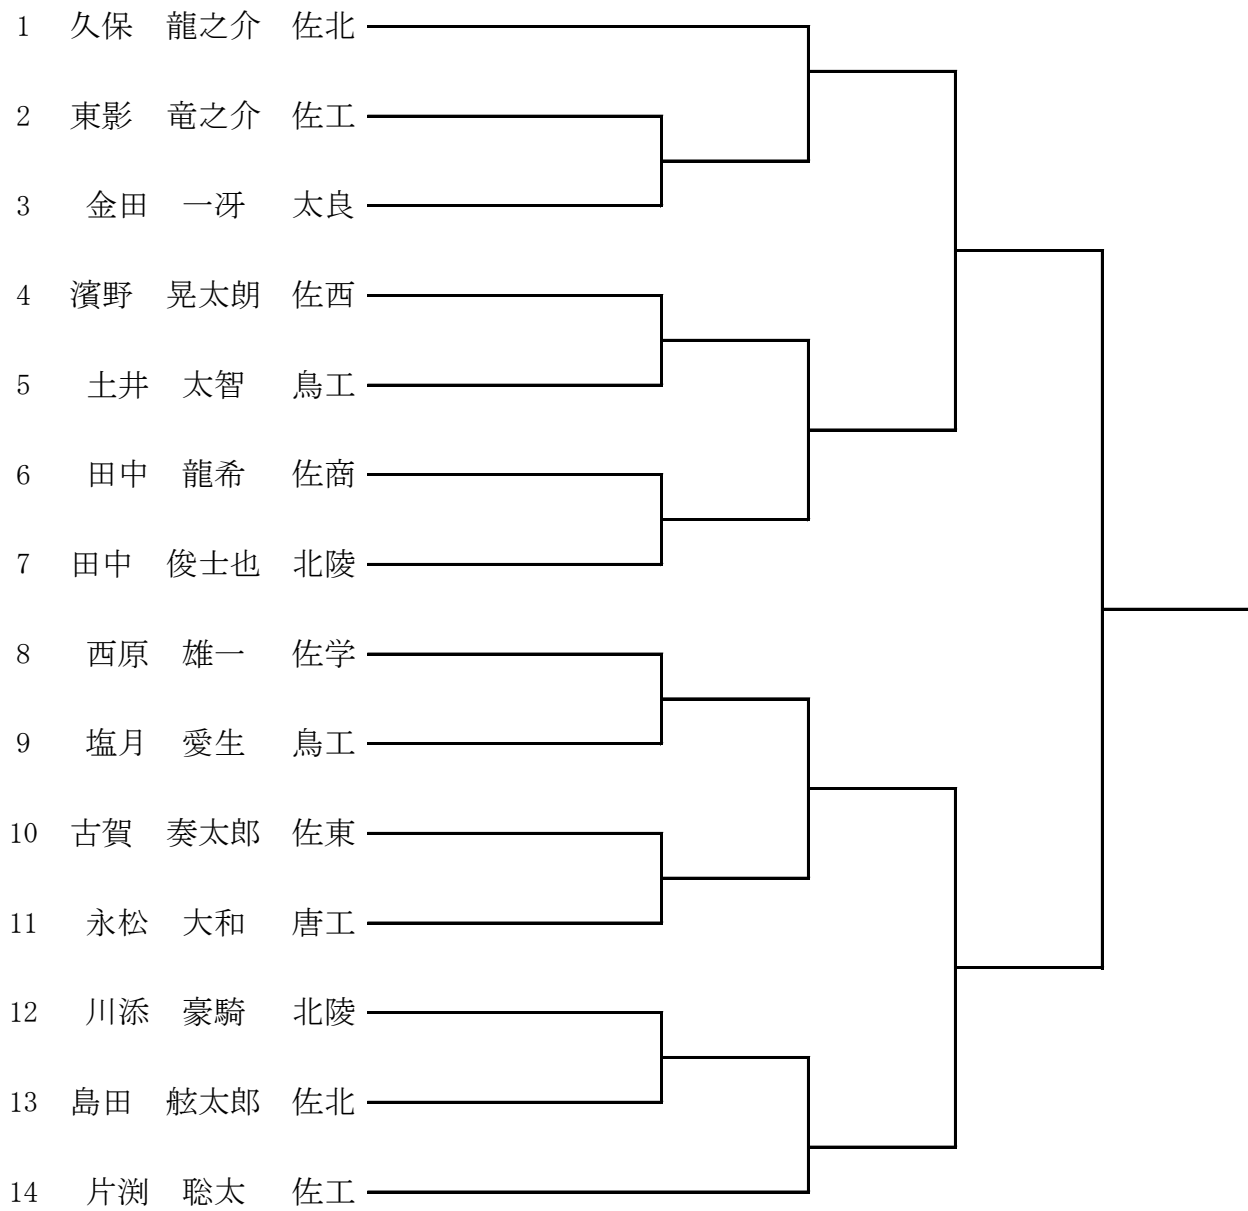 1 久保 龍之介 佐北
2 東影 竜之介 佐工
3 金田 一冴 太良
4 濱野 晃太朗 佐西
5 土井 太智 鳥工
6 田中 龍希 佐商
7 田中 俊士也 北陵
8 西原 雄一 佐学
9 塩月 愛生 鳥工
10 古賀 奏太郎 佐東
11 永松 大和 唐工
12 川添 豪騎 北陵
13 島田 舷太郎 佐北
14 片渕 聡太 佐工